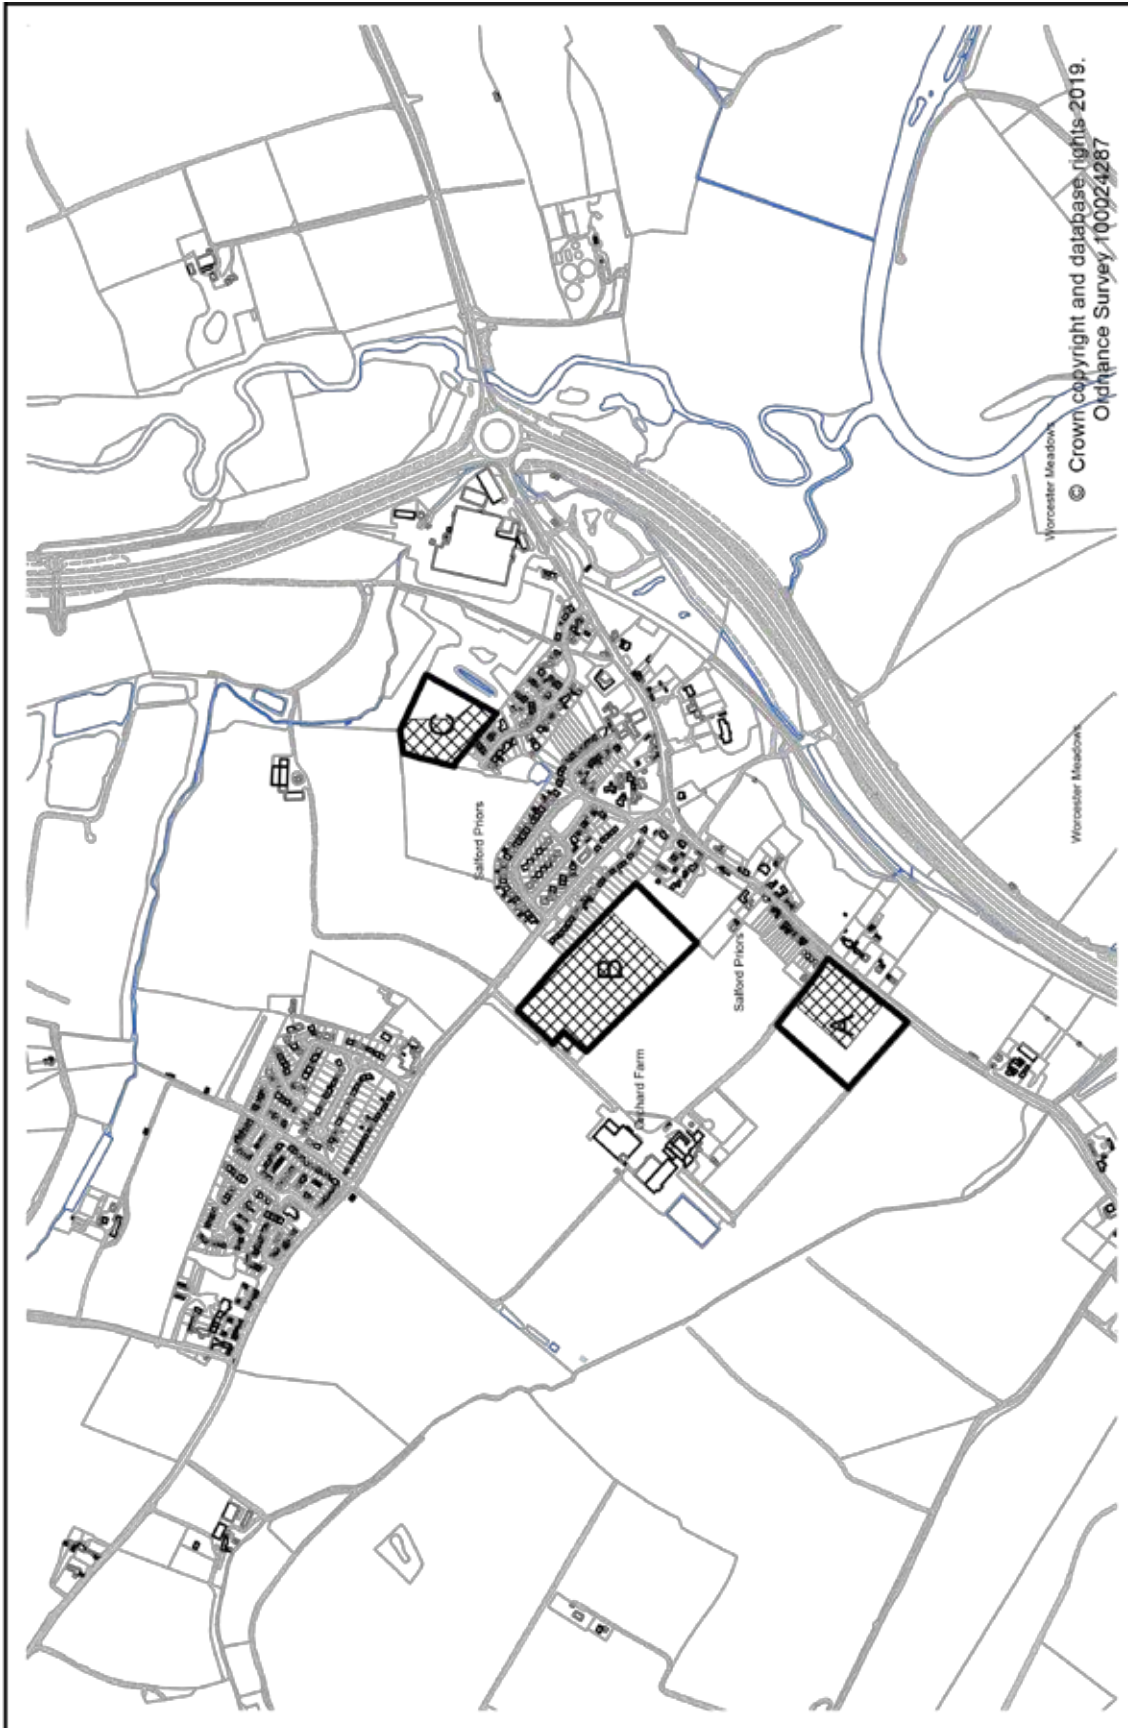 © Crown copyright and database rights 2019.
Ordnance Survey 100024287
Worcester Meadows
Worcester Meadows
C
Salford Priors
B
Salford Priors
A
Orchard Farm